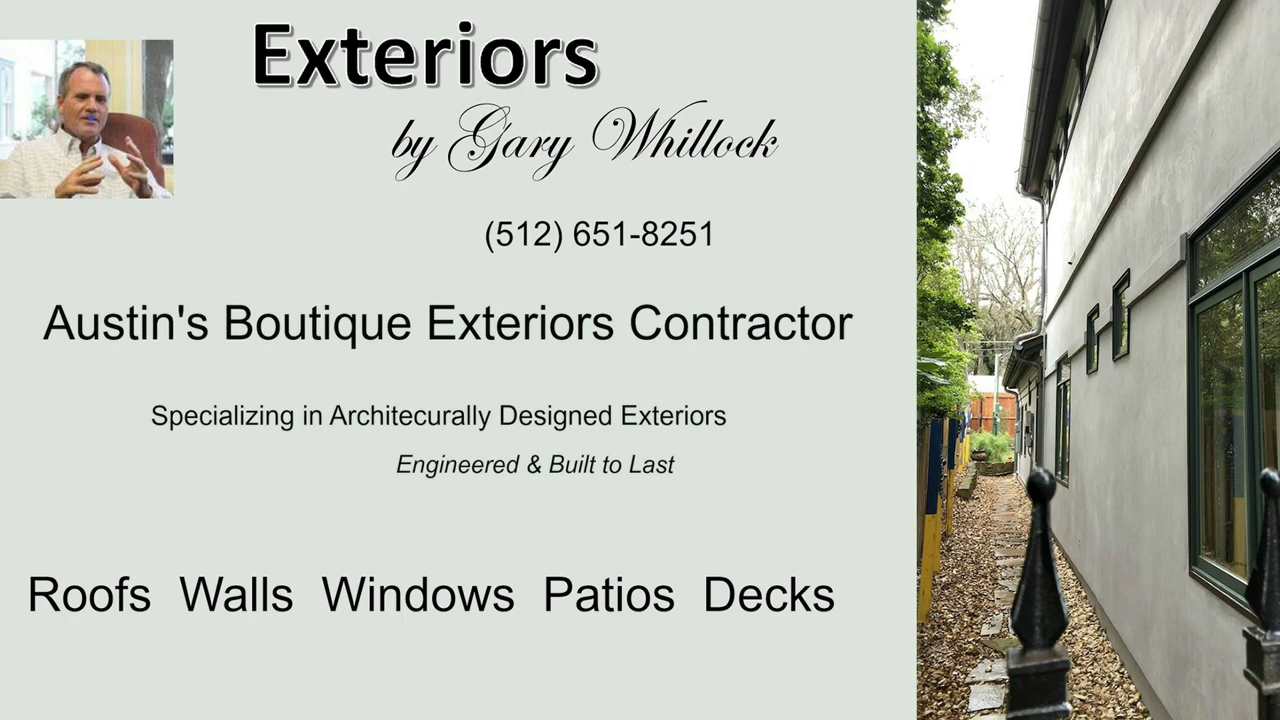 Exteriors
by Gary Whillock
(512) 651-8251
Austin's Boutique Exteriors Contractor
Specializing in Architecurally Designed Exteriors
Engineered & Built to Last
Roofs Walls Windows Patios Decks